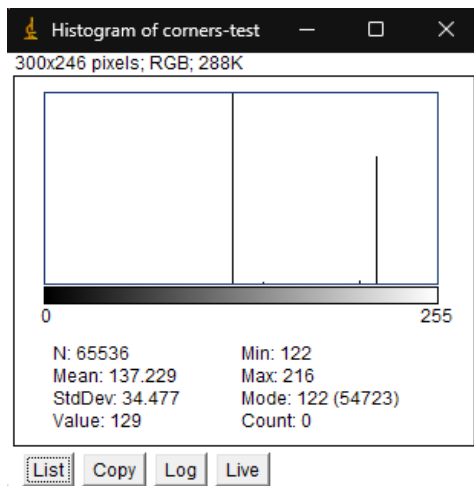 Histogram of corners-test
300x246 pixels; RGB; 288K
0 255
N: 65536 Min: 122
Mean: 137.229 Max: 216
StdDev: 34.477 Mode: 122 (54723)
Value: 129 Count: 0
List Copy Log Live